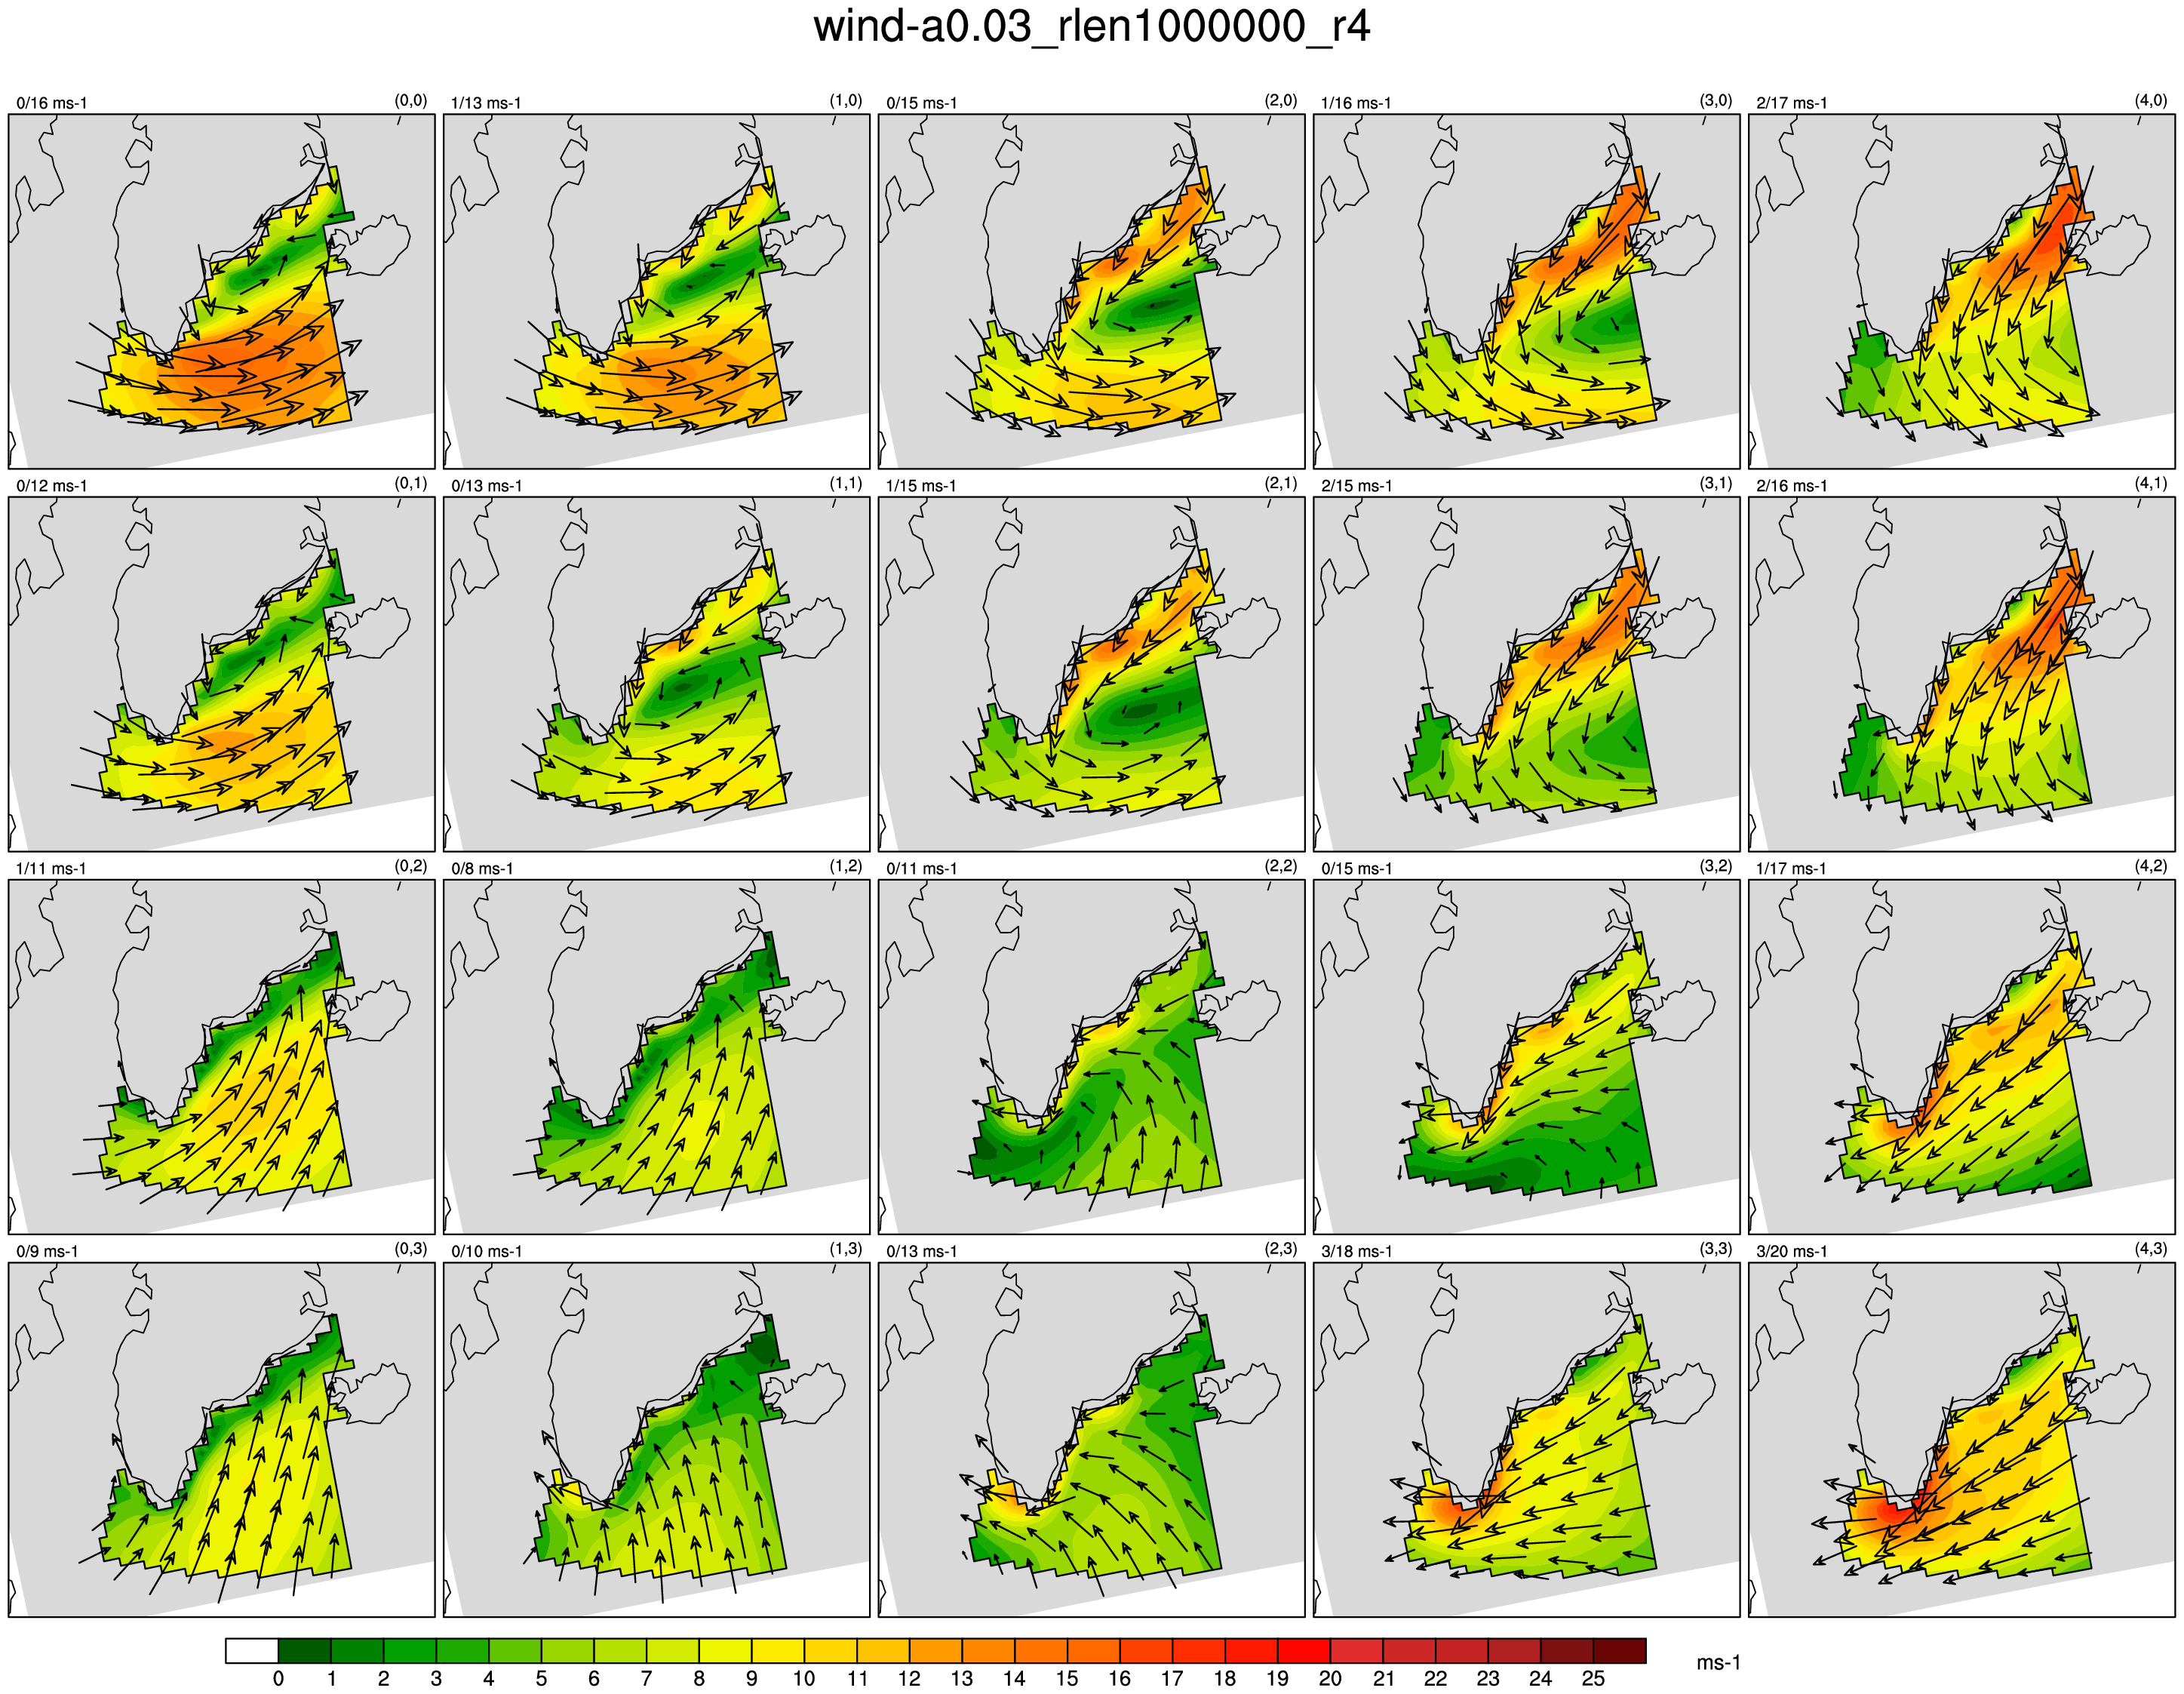 wind-a0.03_rlen1000000_r4
0/16 ms-1 (0,0) 1/13 ms-1 (1,0) 0/15 ms-1 (2,0) 1/16 ms-1 (3,0) 2/17 ms-1 (4,0)
0/12 ms-1 (0,1) 0/13 ms-1 (1,1) 1/15 ms-1 (2,1) 2/15 ms-1 (3,1) 2/16 ms-1 (4,1)
1/11 ms-1 (0,2) 0/8 ms-1 (1,2) 0/11 ms-1 (2,2) 0/15 ms-1 (3,2) 1/17 ms-1 (4,2)
0/9 ms-1 (0,3) 0/10 ms-1 (1,3) 0/13 ms-1 (2,3) 3/18 ms-1 (3,3) 3/20 ms-1 (4,3)
0 1 2 3 4 5 6 7 8 9 10 11 12 13 14 15 16 17 18 19 20 21 22 23 24 25 ms-1